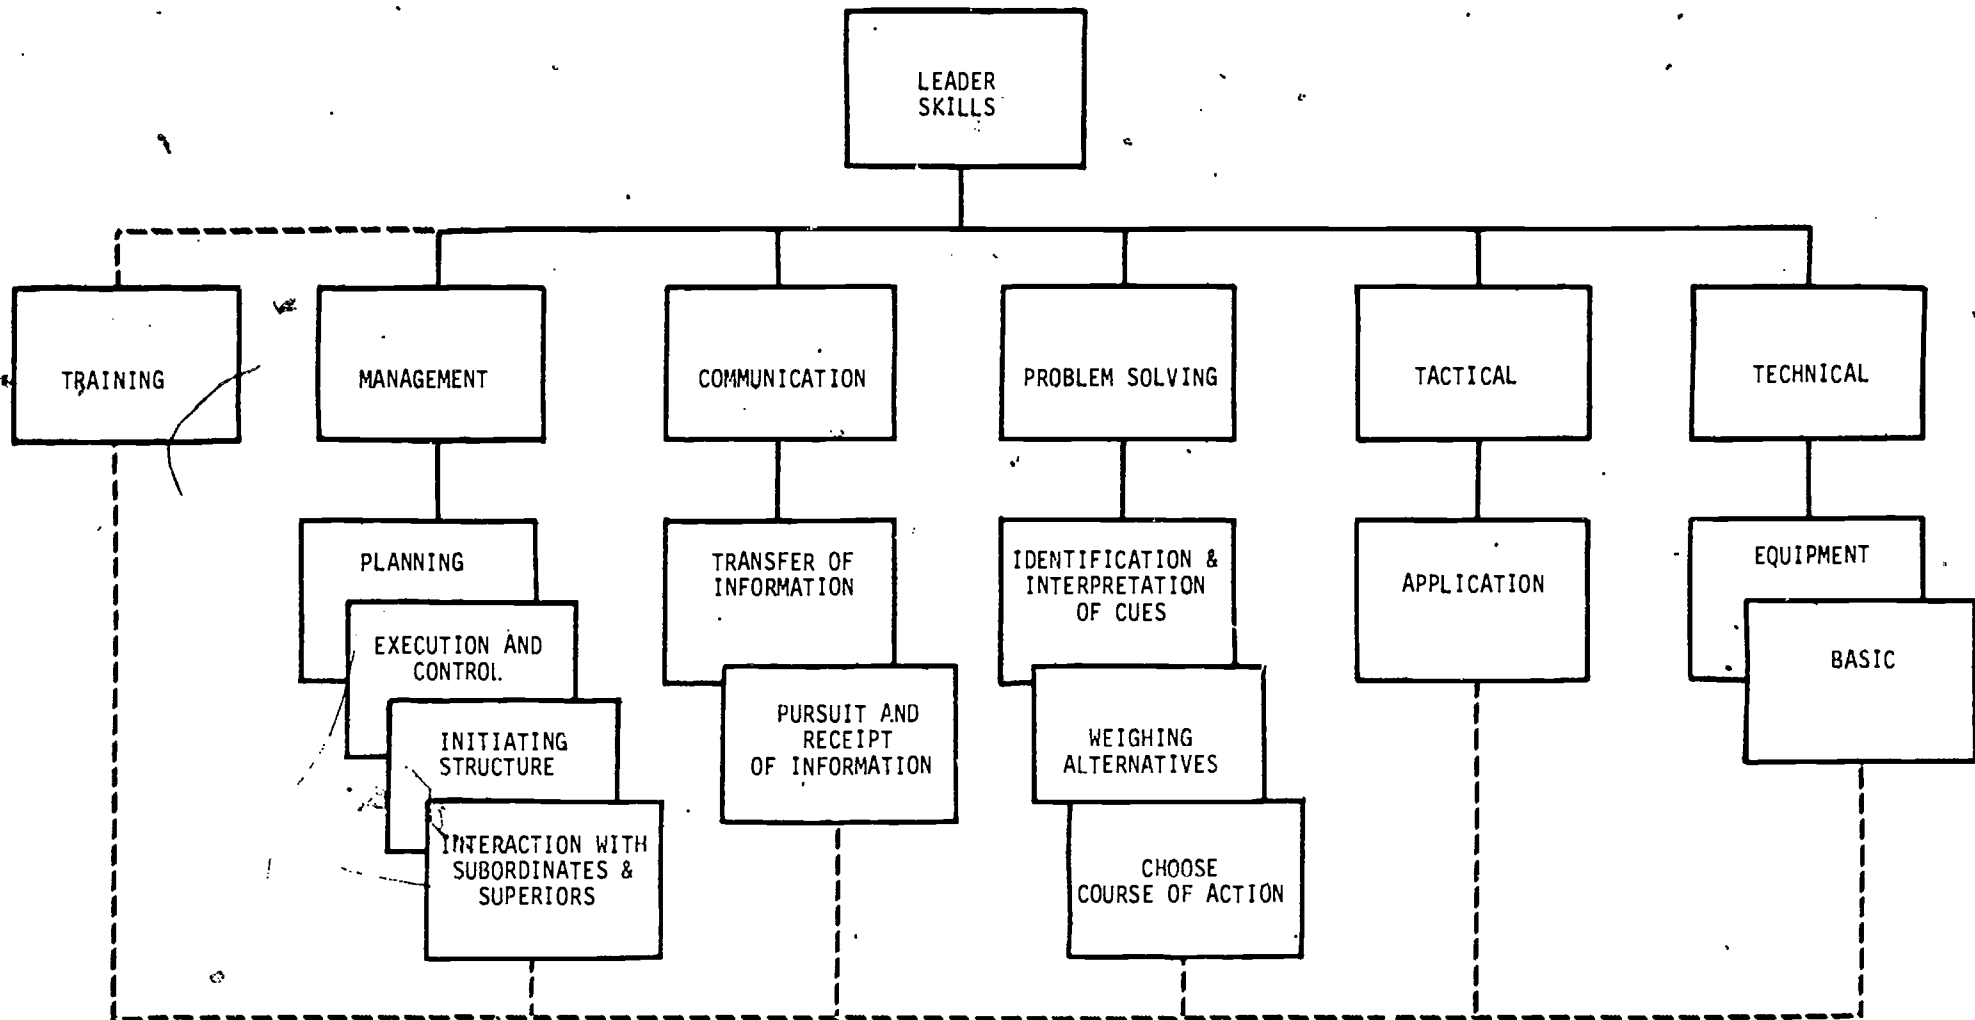 LEADER
SKILLS
TRAINING
MANAGEMENT
COMMUNICATION
PROBLEM SOLVING
TACTICAL
TECHNICAL
PLANNING
EXECUTION AND
CONTROL
INITIATING
STRUCTURE
INTERACTION WITH
SUBORDINATES &
SUPERIORS
TRANSFER OF
INFORMATION
PURSUIT AND
RECEIPT
OF INFORMATION
IDENTIFICATION &
INTERPRETATION
OF CUES
WEIGHING
ALTERNATIVES
CHOOSE
COURSE OF ACTION
APPLICATION
EQUIPMENT
BASIC